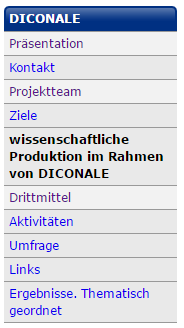 DICONALE
Präsentation
Kontakt
Projektteam
Ziele
wissenschaftliche
Produktion im Rahmen
von DICONALE
Drittmittel
Aktivitäten
Umfrage
Links
Ergebnisse. Thematisch
geordnet